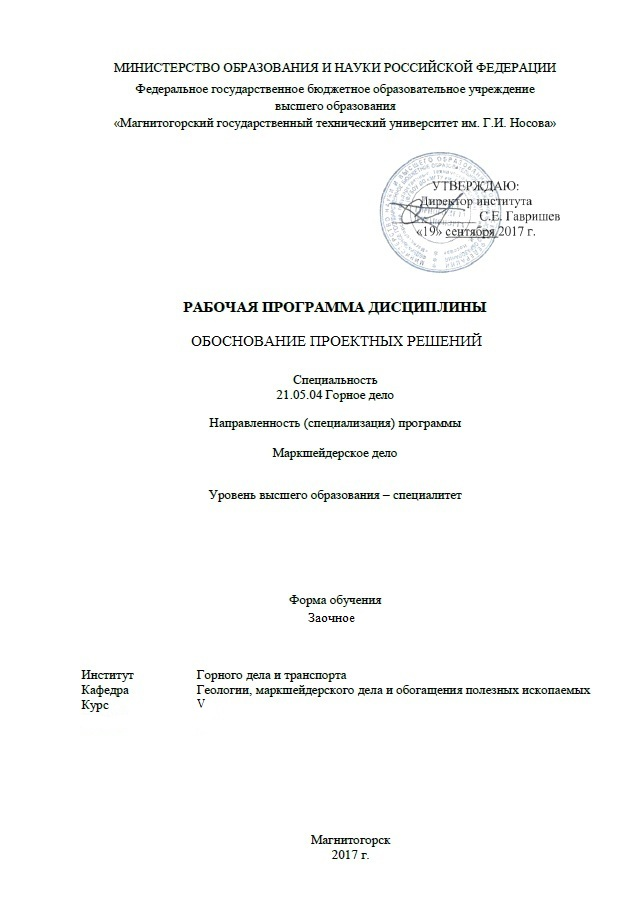 МИНИСТЕРСТВО ОБРАЗОВАНИЯ И НАУКИ РОССИЙСКОЙ ФЕДЕРАЦИИ
Федеральное государственное бюджетное образовательное учреждение
высшего образования
«Магнитогорский государственный технический университет им. Г.И. Носова»
УТВЕРЖДАЮ:
Директор института
С.Е. Гавришев
«19» сентября 2017 г.
РАБОЧАЯ ПРОГРАММА ДИСЦИПЛИНЫ
ОБОСНОВАНИЕ ПРОЕКТНЫХ РЕШЕНИЙ
Специальность
21.05.04 Горное дело
Направленность (специализация) программы
Маркшейдерское дело
Уровень высшего образования – специалитет
Форма обучения
Заочное
Институт Горного дела и транспорта
Кафедра Геологии, маркшейдерского дела и обогащения полезных ископаемых
Курс V
Магнитогорск
2017 г.